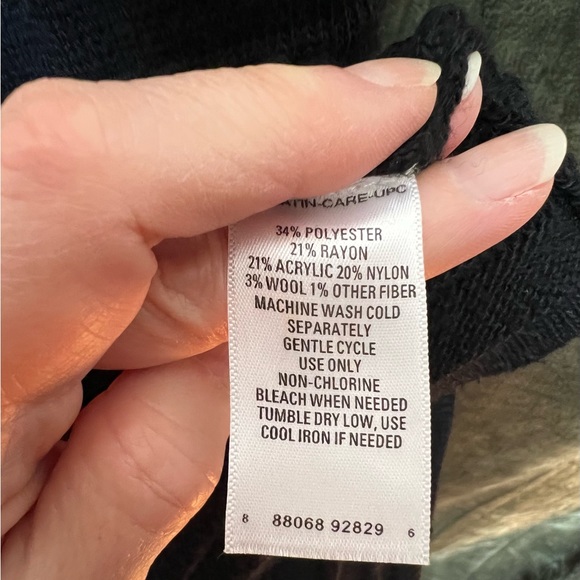 ATIN-CARE-UPC
34% POLYESTER
21% RAYON
21% ACRYLIC 20% NYLON
3% WOOL 1% OTHER FIBER
MACHINE WASH COLD
SEPARATELY
GENTLE CYCLE
USE ONLY
NON-CHLORINE
BLEACH WHEN NEEDED
TUMBLE DRY LOW, USE
COOL IRON IF NEEDED
8 88068 92829 6